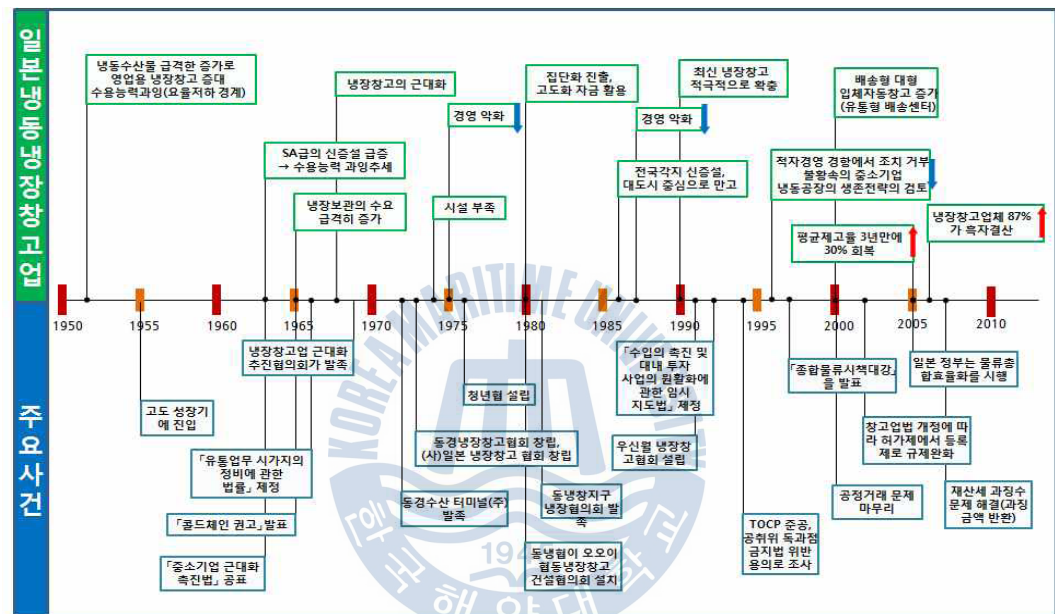 일본냉동냉장창고업
냉동수산물 급격한 증가로
영업용 냉장창고 증대
수용능력과잉(요율저하 경계)
SA급의 신증설 급증
→ 수용능력 과잉추세
냉장보관의 수요
급격히 증가
냉장창고의 근대화
경영 악화
시설 부족
집단화 진출,
고도화 자금 활용
경영 악화
전국각지 신증설,
대도시 중심으로 만고
최신 냉장창고
적극적으로 확충
적자경영 경향에서 조치 거부
불황속의 중소기업
냉동공장의 생존전략의 검토
배송형 대형
입체자동창고 증가
(유통형 배송센터)
평균제고율 3년만에
30% 회복
냉장창고업체 87%
가 흑자결산
1950
1955
1960
1965
1970
1975
1980
1985
1990
1995
2000
2005
2010
주요사건
고도 성장기
에 진입
냉장창고업 근대화
추진협의회가 발족
「유통업무 시가지의
정비에 관한
법률」 제정
「콜드체인 권고」발표
「중소기업 근대화
촉진법」 공표
청년협 설립
동경냉장창고협회 창립,
(사)일본 냉장창고 협회 창립
동경수산 터미널(주)
발족
동냉창지구
냉장협의회 발
족
동냉협이 오오이
협동냉장창고
건설협의회 설치
「수입의 촉진 및
대내 투자
사업의 원활화에
관한 임시
지도법」 제정
우신월 냉장창
고협회 설립
TOCP 준공,
공취위 독과점
금지법 위반
용의로 조사
「종합물류시책대강」
을 발표
공정거래 문제
마무리
창고업법 개정에 따
라 허가제에서 등록
제로 규제완화
일본 정부는 물류총
합효율화를 시행
재산세 과징수
문제 해결(과징
금액 반환)
KOREA MARITIME UNIVERSITY
194
한국해양대학교